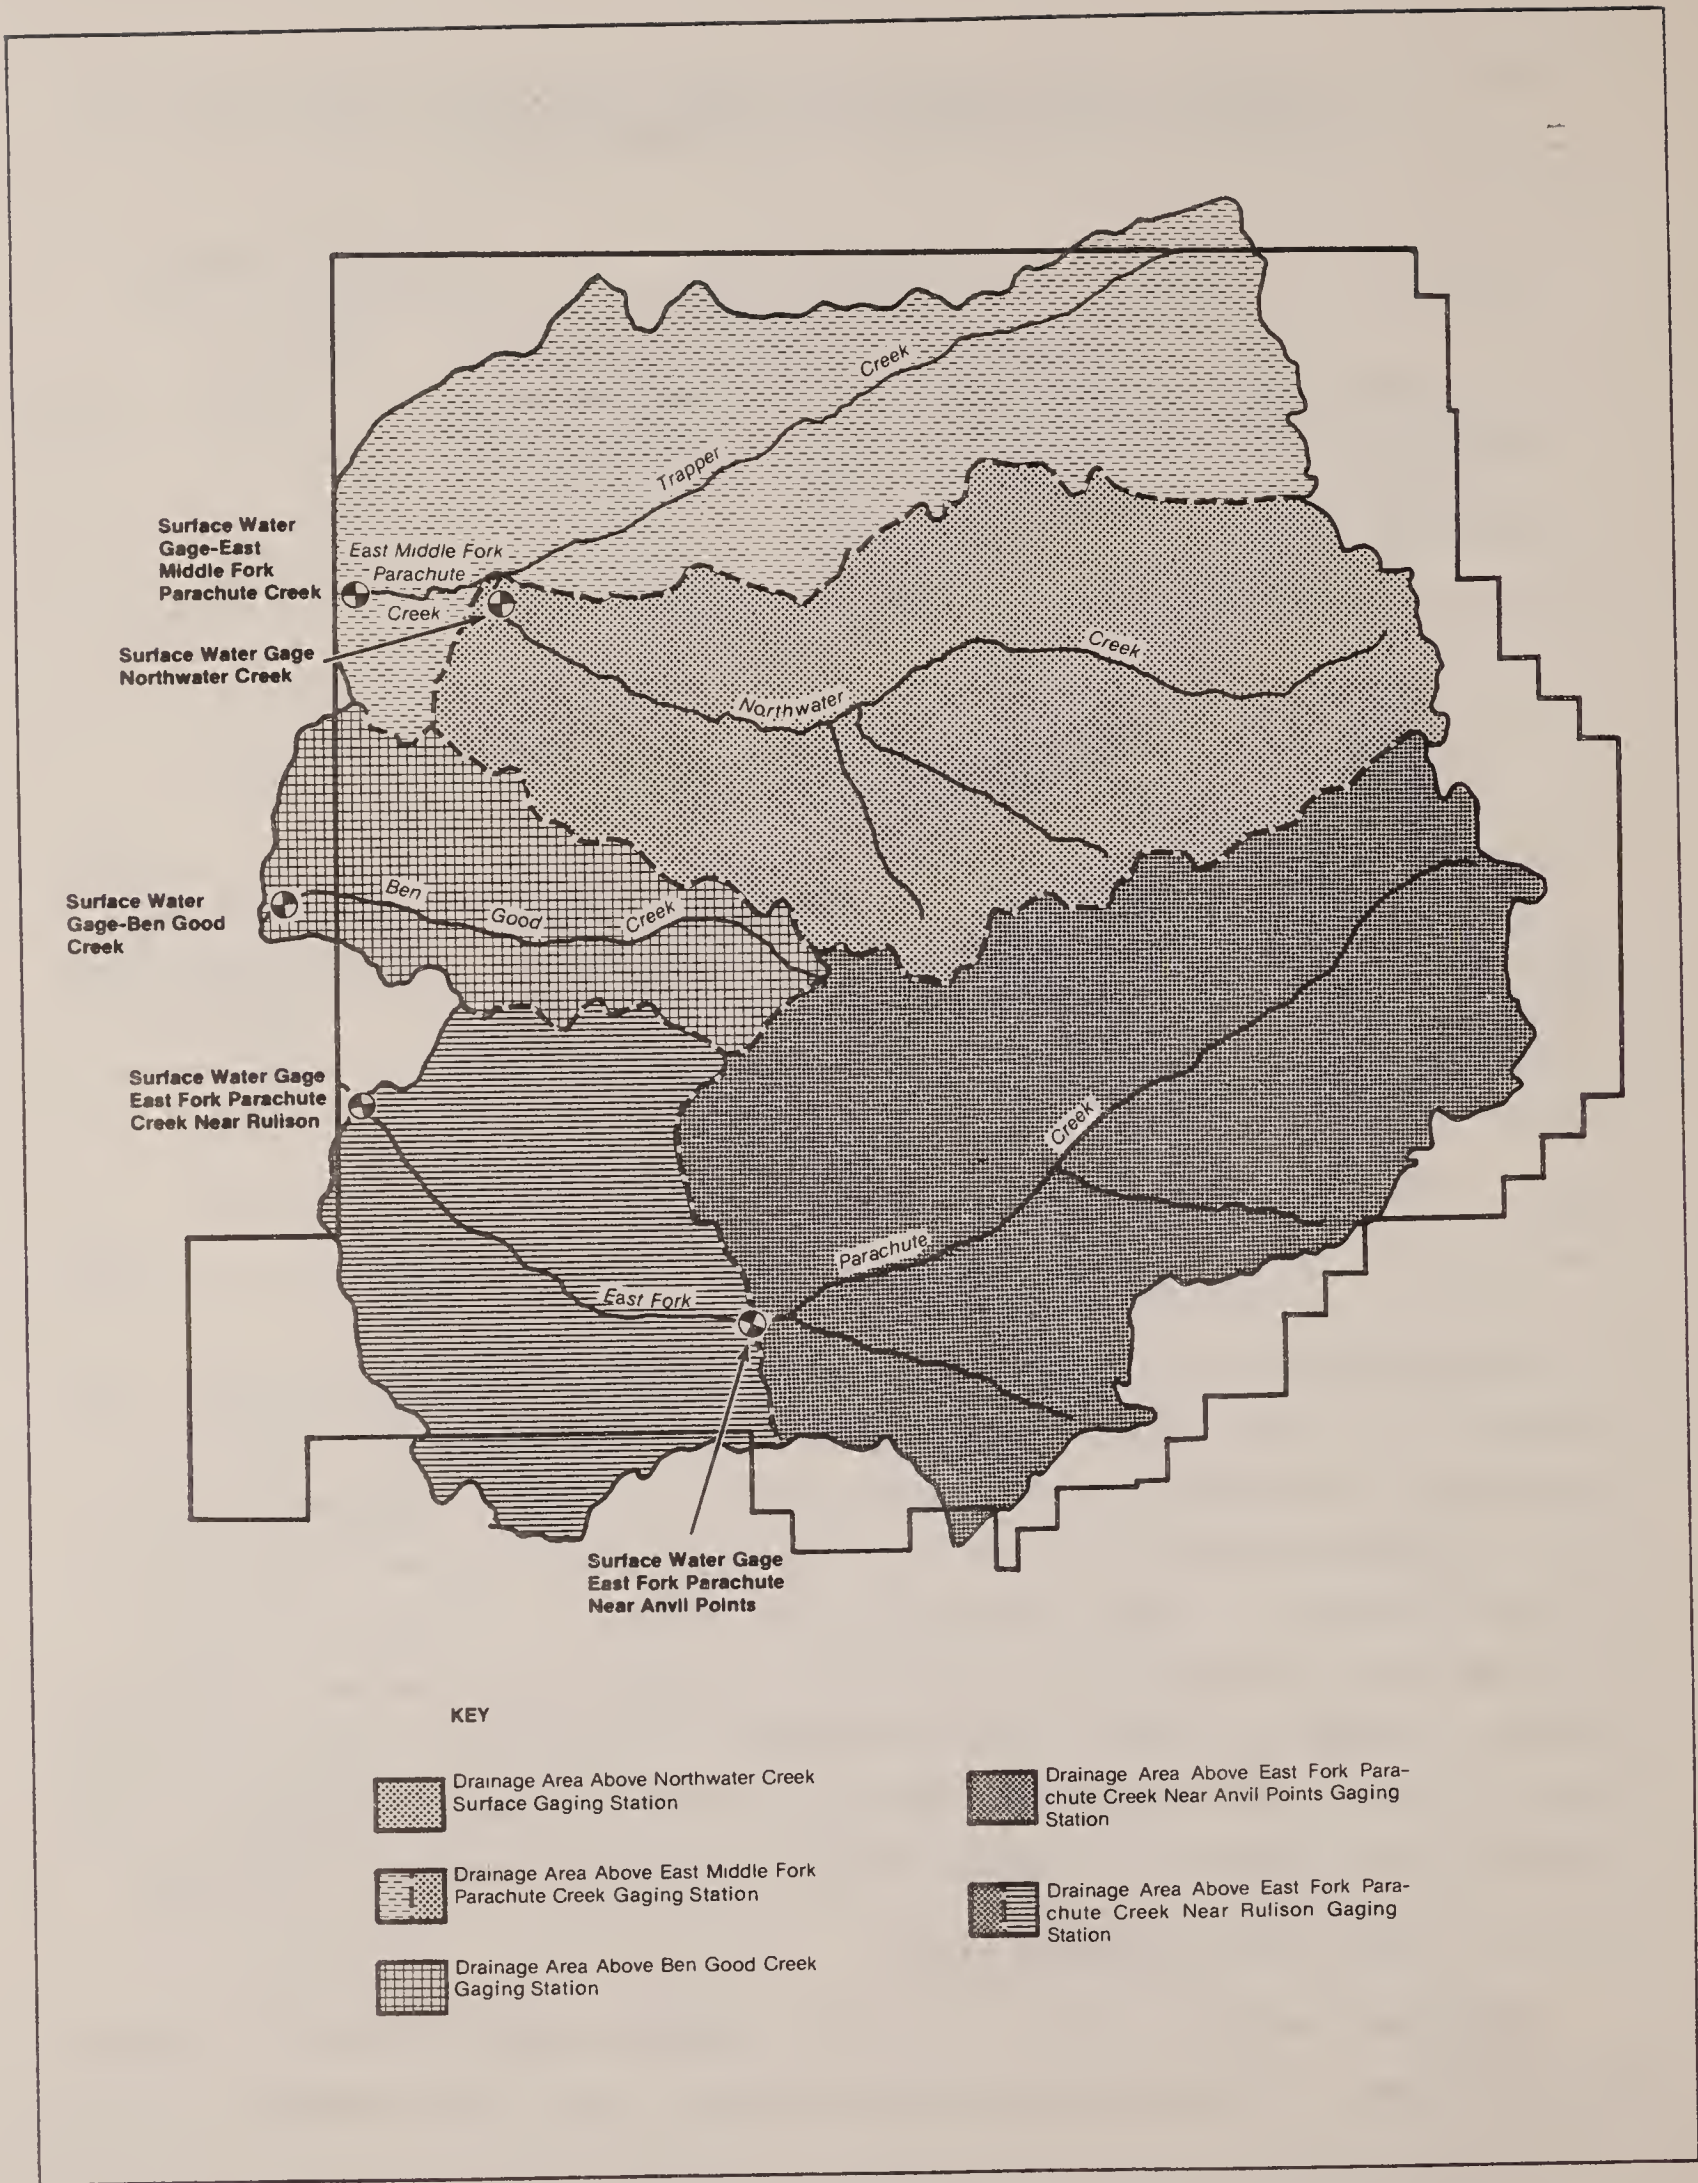 Creek
Trapper
Surface Water
Gage-East
Middle Fork
Parachute Creek
East Middle Fork
Parachute
Creek
Surface Water Gage
Northwater Creek
Creek
Northwater
Surface Water
Gage-Ben Good
Creek
Ben
Good
Creek
Surface Water Gage
East Fork Parachute
Creek Near Rulison
Creek
Parachute
East Fork
Surface Water Gage
East Fork Parachute
Near Anvil Points
KEY
Drainage Area Above Northwater Creek
Surface Gaging Station
Drainage Area Above East Middle Fork
Parachute Creek Gaging Station
Drainage Area Above Ben Good Creek
Gaging Station
Drainage Area Above East Fork Para-
chute Creek Near Anvil Points Gaging
Station
Drainage Area Above East Fork Para-
chute Creek Near Rulison Gaging
Station